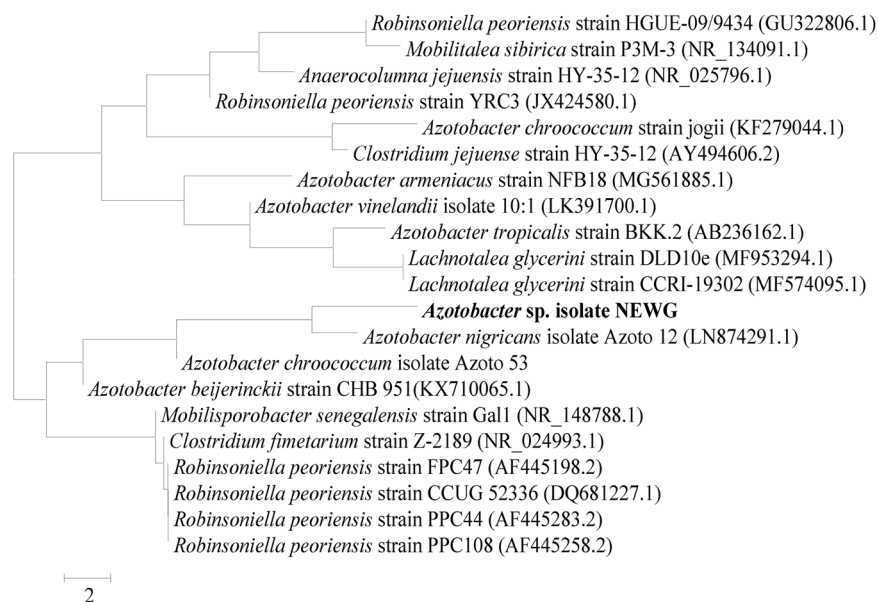 Robinsoniella peoriensis strain HGUE-09/9434 (GU322806.1)
Mobilitalea sibirica strain P3M-3 (NR_134091.1)
Anaerocolumna jejuensis strain HY-35-12 (NR_025796.1)
Robinsoniella peoriensis strain YRC3 (JX424580.1)
Azotobacter chroococcum strain jogii (KF279044.1)
Clostridium jejuense strain HY-35-12 (AY494606.2)
Azotobacter armeniacus strain NFB18 (MG561885.1)
Azotobacter vinelandii isolate 10:1 (LK391700.1)
Azotobacter tropicalis strain BKK.2 (AB236162.1)
Lachnotalea glycerini strain DLD10e (MF953294.1)
Lachnotalea glycerini strain CCRI-19302 (MF574095.1)
Azotobacter sp. isolate NEWG
Azotobacter nigricans isolate Azoto 12 (LN874291.1)
Azotobacter chroococcum isolate Azoto 53
Azotobacter beijerinckii strain CHB 951(KX710065.1)
Mobilisporobacter senegalensis strain Gal1 (NR_148788.1)
Clostridium fimetarium strain Z-2189 (NR_024993.1)
Robinsoniella peoriensis strain FPC47 (AF445198.2)
Robinsoniella peoriensis strain CCUG 52336 (DQ681227.1)
Robinsoniella peoriensis strain PPC44 (AF445283.2)
Robinsoniella peoriensis strain PPC108 (AF445258.2)
2